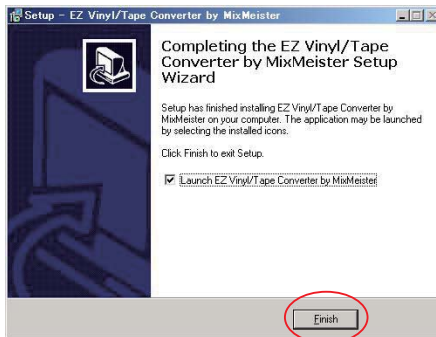 Setup - EZ Vinyl/Tape Converter by MixMeister
Completing the EZ Vinyl/Tape
Converter by MixMeister Setup
Wizard
Setup has finished installing EZ Vinyl/Tape Converter by
MixMeister on your computer. The application may be launched
by selecting the installed icons.
Click Finish to exit Setup.
Launch EZ Vinyl/Tape Converter by MixMeister
Finish